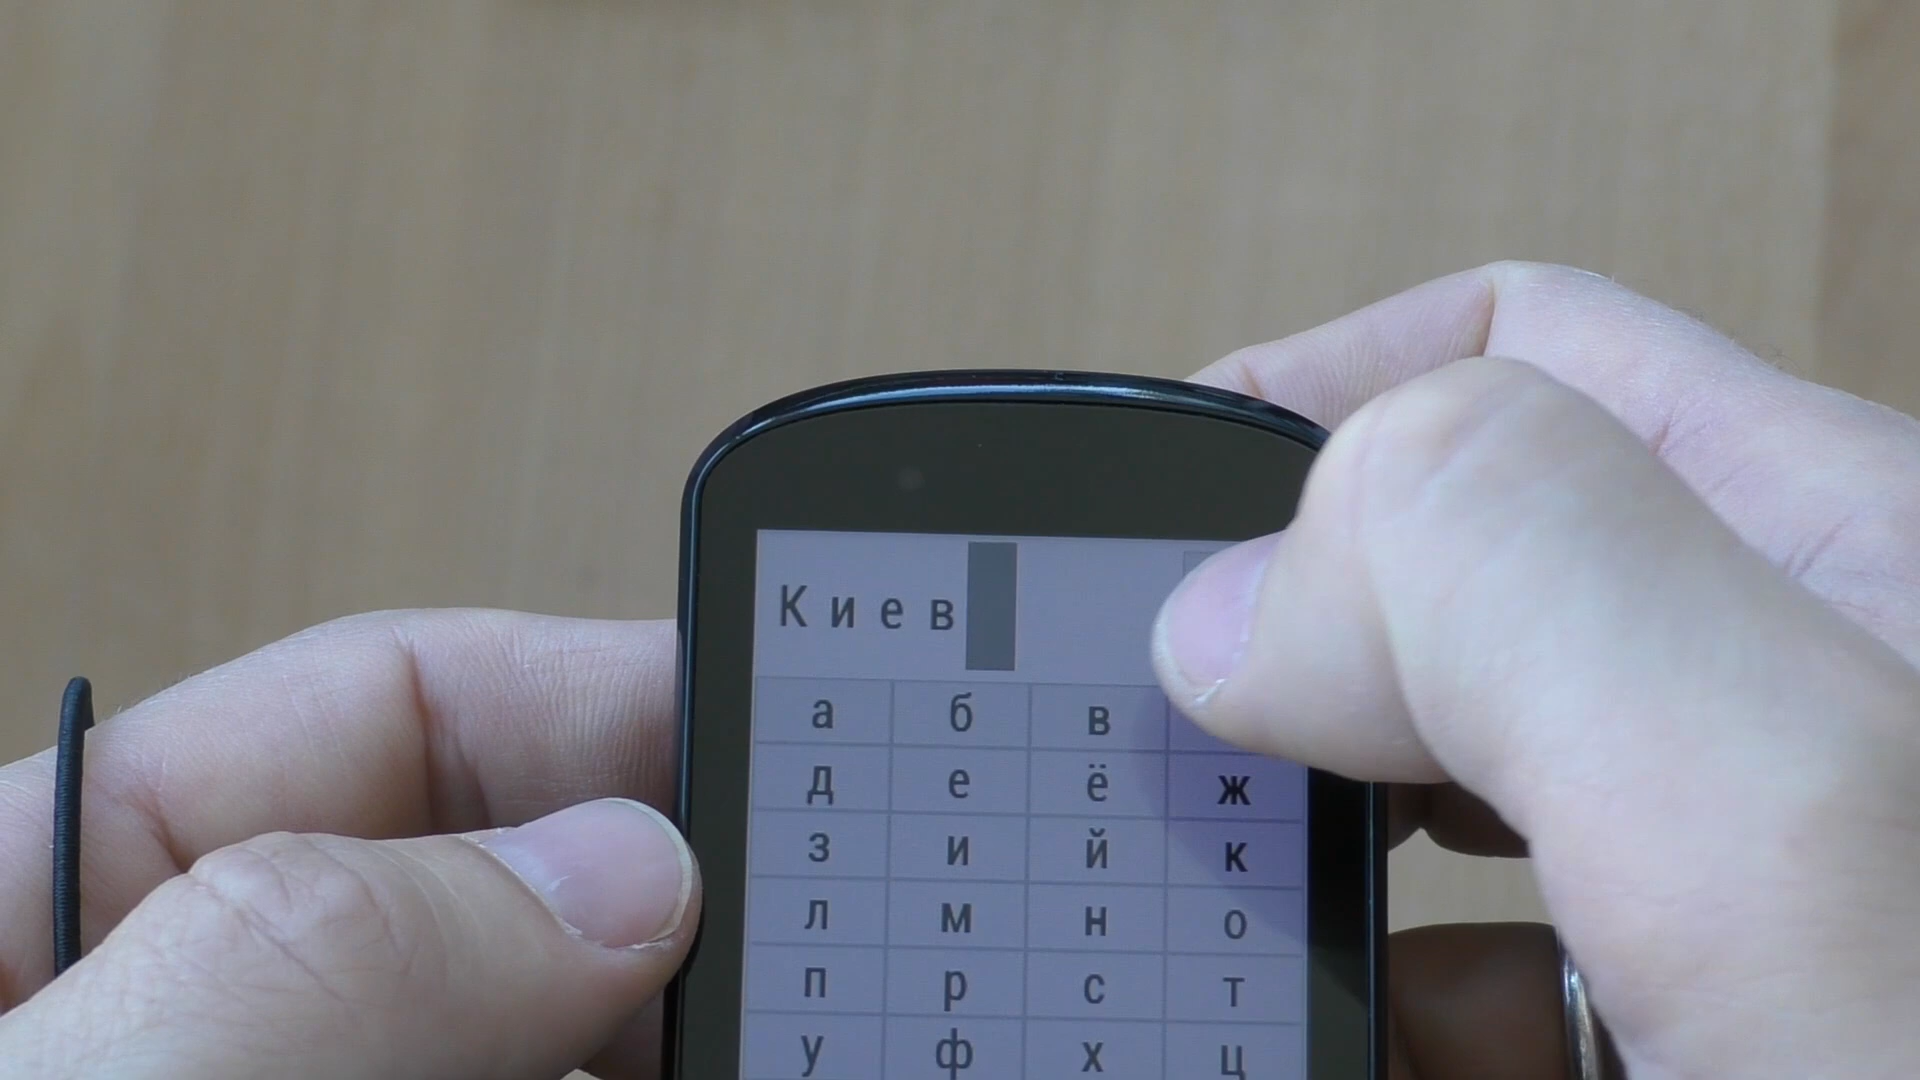 Киев
а б в
д е ё ж
з и й к
л м н о
п р с т
у ф х ц